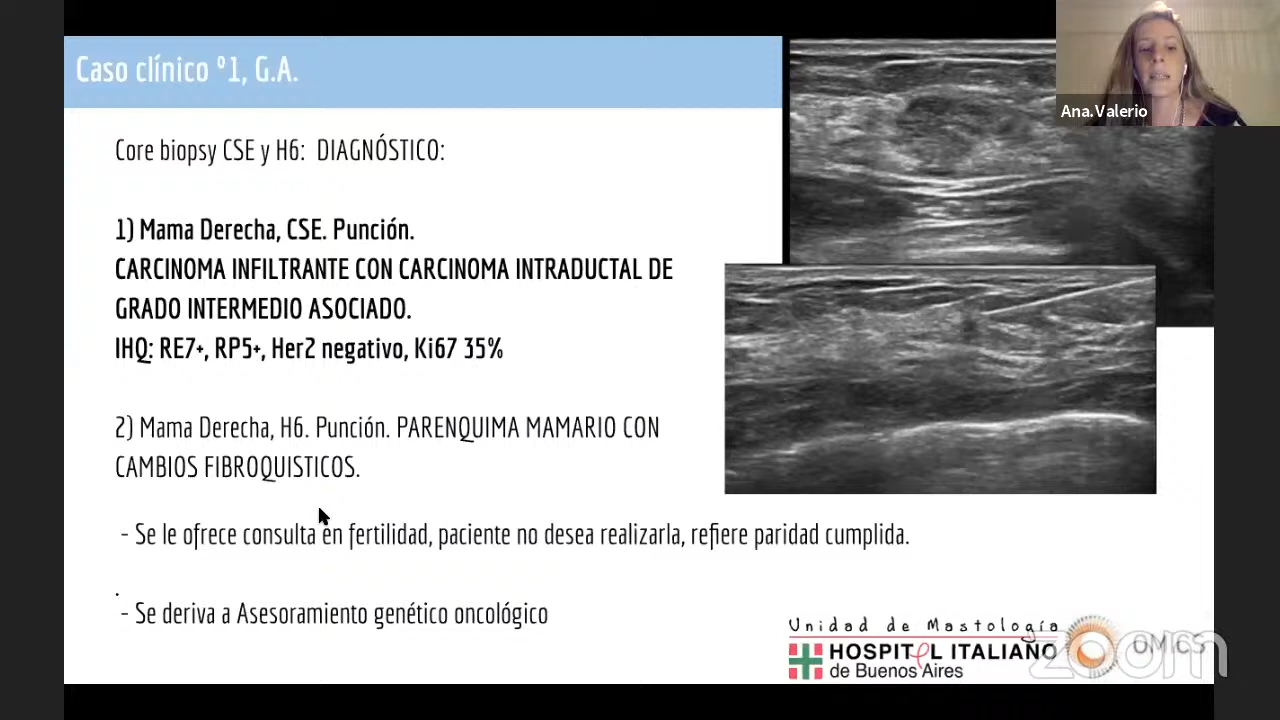 Caso clínico º1, G.A.
Ana.Valerio
Core biopsy CSE y H6: DIAGNÓSTICO:
1) Mama Derecha, CSE. Punción.
CARCINOMA INFILTRANTE CON CARCINOMA INTRADUCTAL DE
GRADO INTERMEDIO ASOCIADO.
IHQ: RE7+, RP5+, Her2 negativo, Ki67 35%
2) Mama Derecha, H6. Punción. PARENQUIMA MAMARIO CON
CAMBIOS FIBROQUISTICOS.
- Se le ofrece consulta en fertilidad, paciente no desea realizarla, refiere paridad cumplida.
.
- Se deriva a Asesoramiento genético oncológico
Unidad de Mastología
HOSPITAL ITALIANO
de Buenos Aires
OMICS
zoom